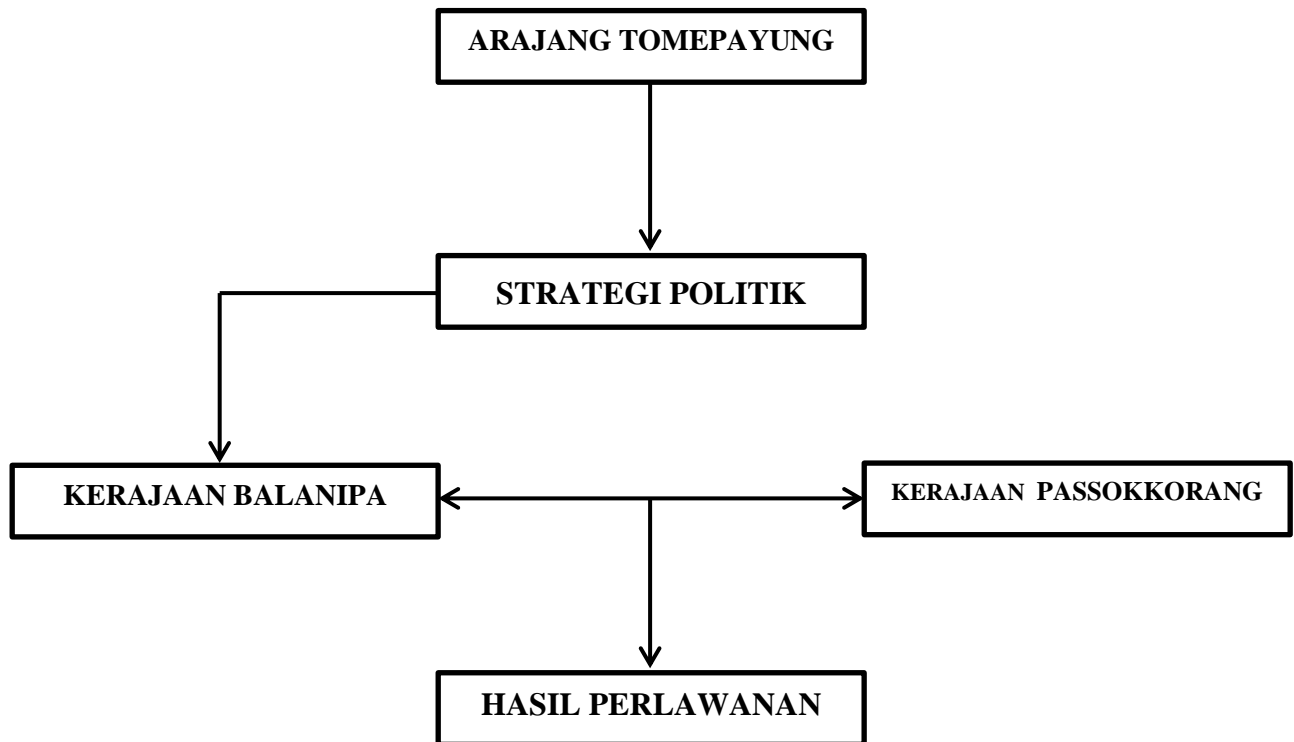 ARAJANG TOMEPAYUNG
STRATEGI POLITIK
KERAJAAN BALANIPA
KERAJAAN PASSOKKORANG
HASIL PERLAWANAN